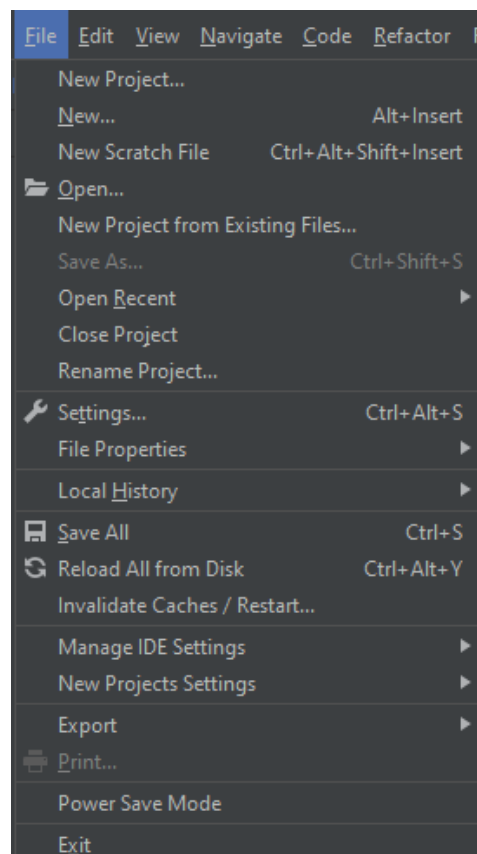 File Edit View Navigate Code Refactor
New Project...
New... Alt+Insert
New Scratch File Ctrl+Alt+Shift+Insert
Open...
New Project from Existing Files...
Save As... Ctrl+Shift+S
Open Recent
Close Project
Rename Project...
Settings... Ctrl+Alt+S
File Properties
Local History
Save All Ctrl+S
Reload All from Disk Ctrl+Alt+Y
Invalidate Caches / Restart...
Manage IDE Settings
New Projects Settings
Export
Print...
Power Save Mode
Exit